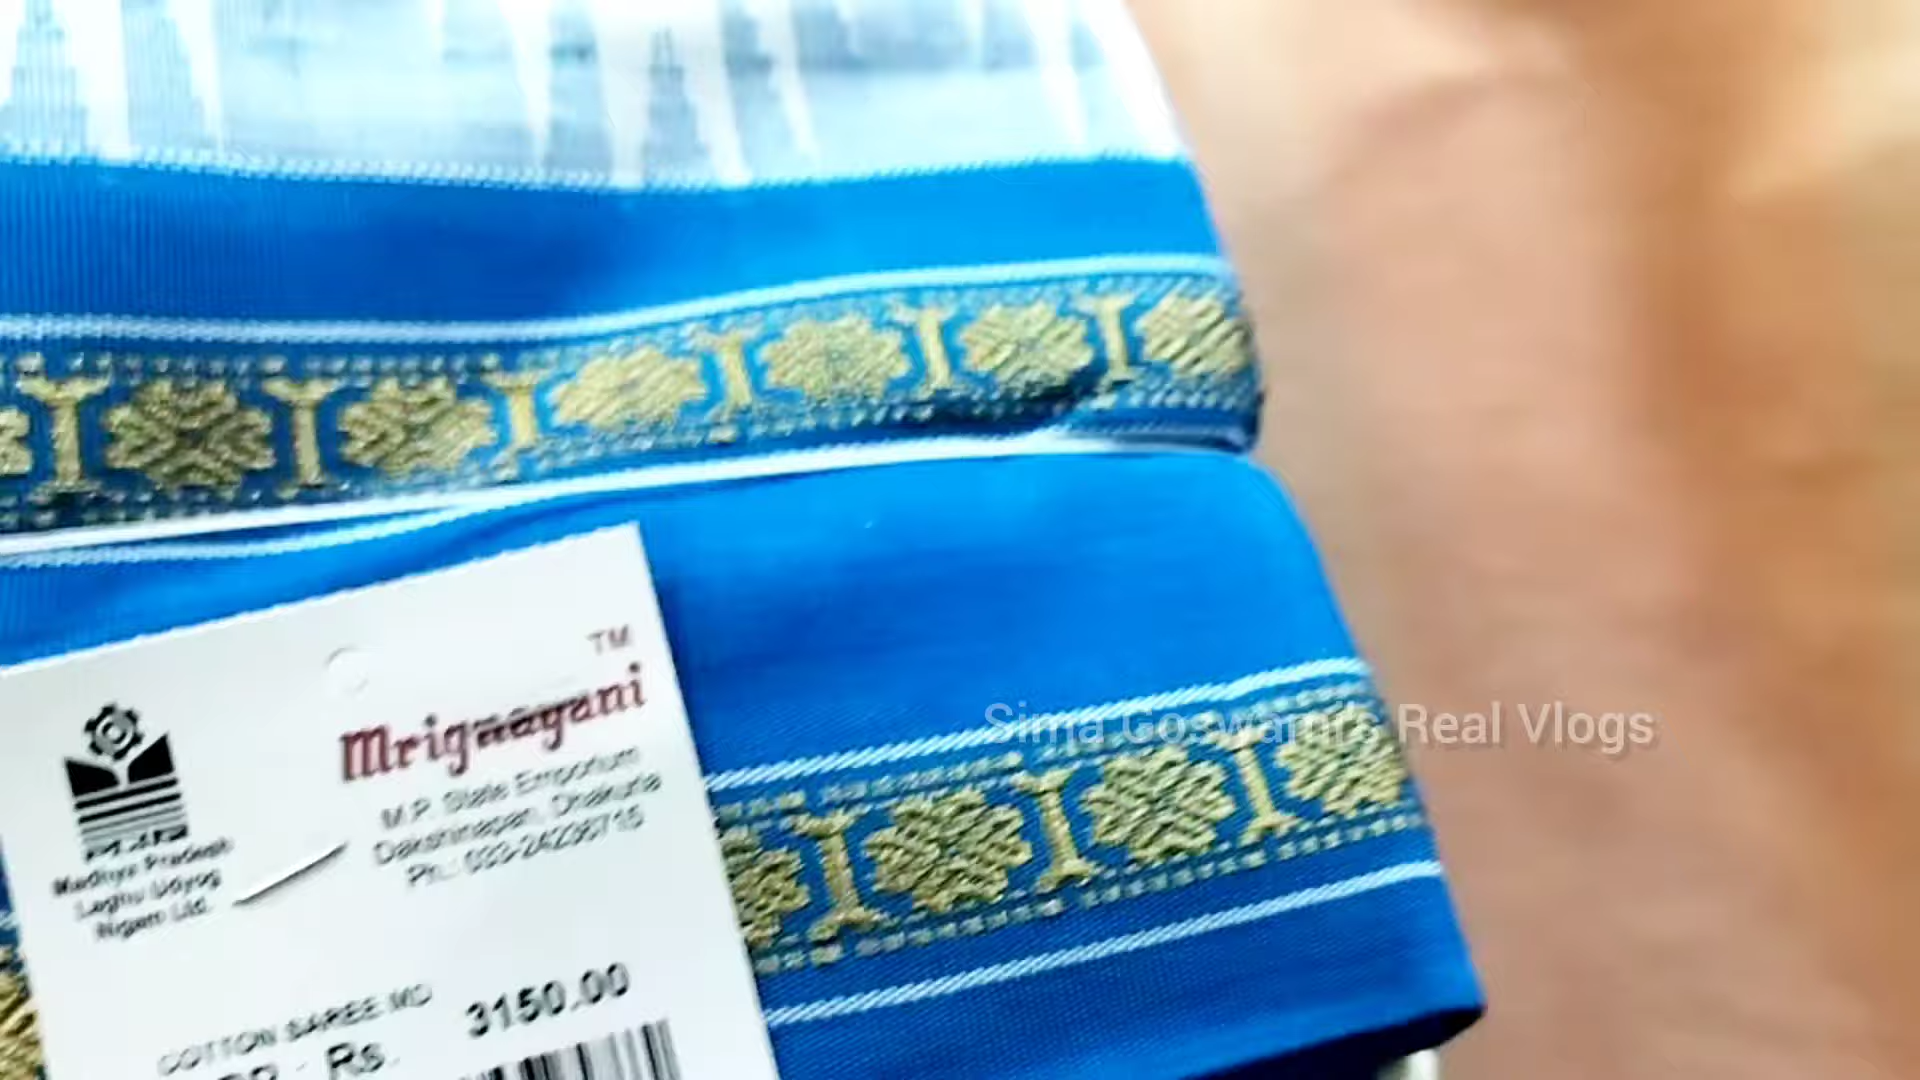 TM
Mrignayani
M.P. State Emporium
Dakshinapan, Dhakuria
Ph.: 033-24236715
Madhya Pradesh
Laghu Udyog
Nigam Ltd.
COTTON SAREE MD
3150.00
Rs.
Sima Goswami's Real Vlogs